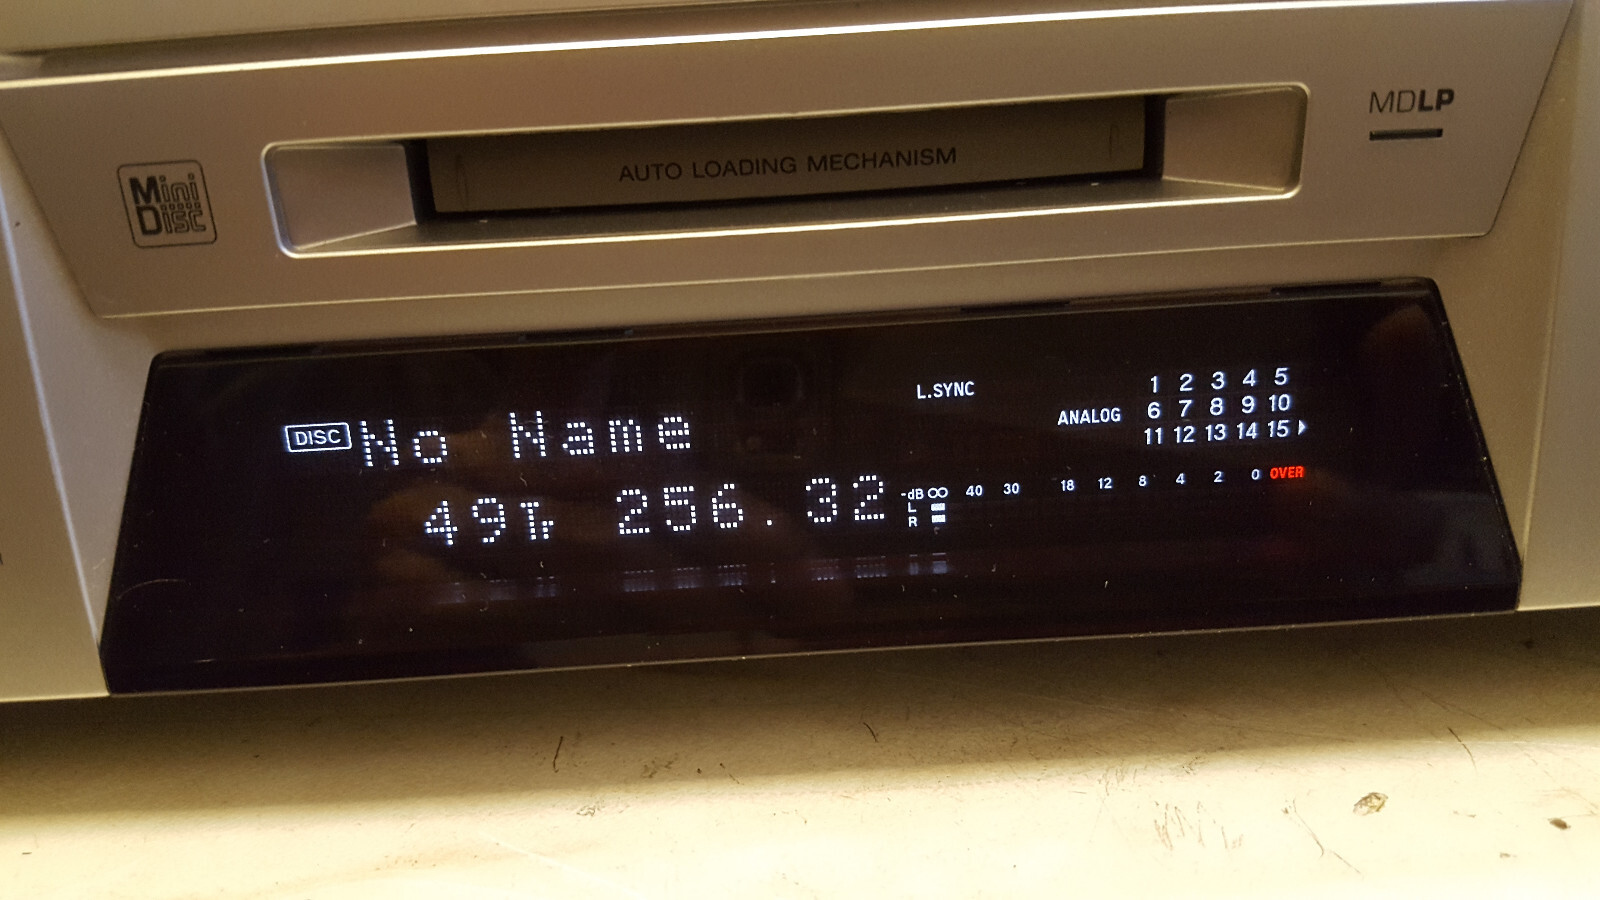 MDLP
AUTO LOADING MECHANISM
Mini
Disc
L.SYNC
DISC No Name
ANALOG
1 2 3 4 5
6 7 8 9 10
11 12 13 14 15
49Tr 256.32
-dB ∞ 40 30 18 12 8 4 2 0 OVER
L
R